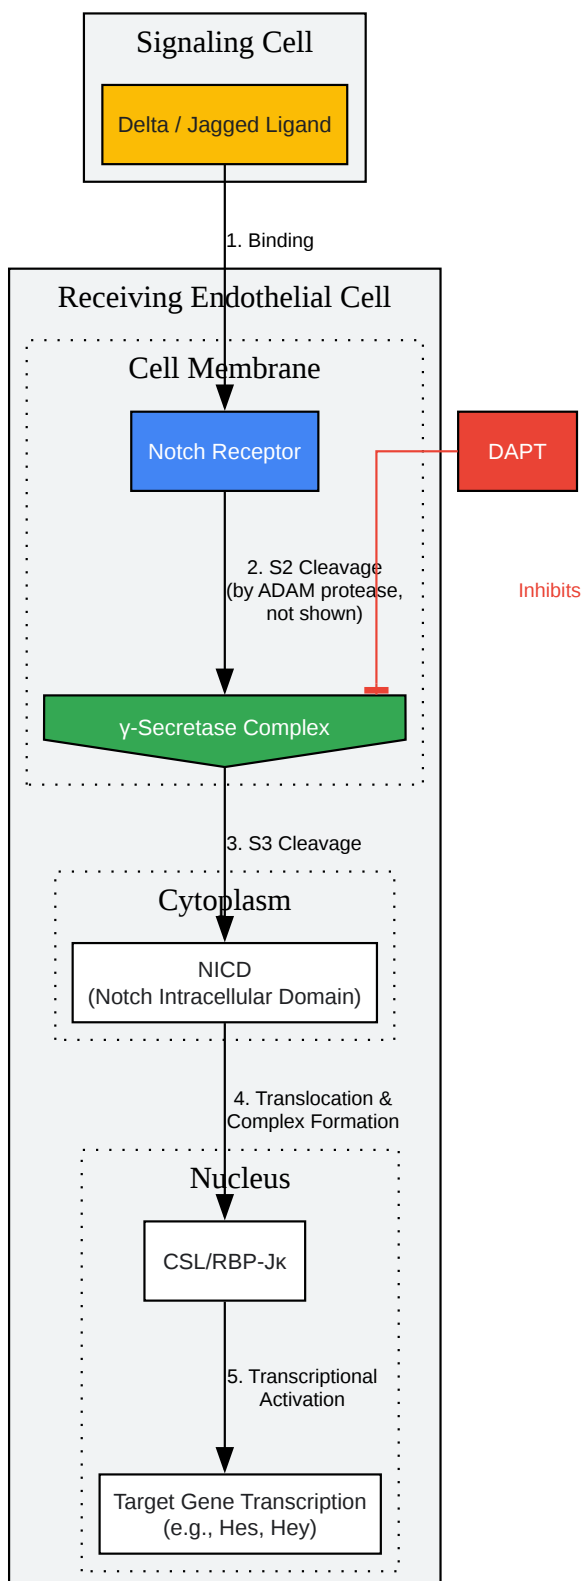 Signaling Cell
Delta / Jagged Ligand
1. Binding
Receiving Endothelial Cell
Cell Membrane
Notch Receptor
DAPT
2. S2 Cleavage
(by ADAM protease,
not shown)
Inhibits
γ-Secretase Complex
3. S3 Cleavage
Cytoplasm
NICD
(Notch Intracellular Domain)
4. Translocation &
Complex Formation
Nucleus
CSL/RBP-Jκ
5. Transcriptional
Activation
Target Gene Transcription
(e.g., Hes, Hey)